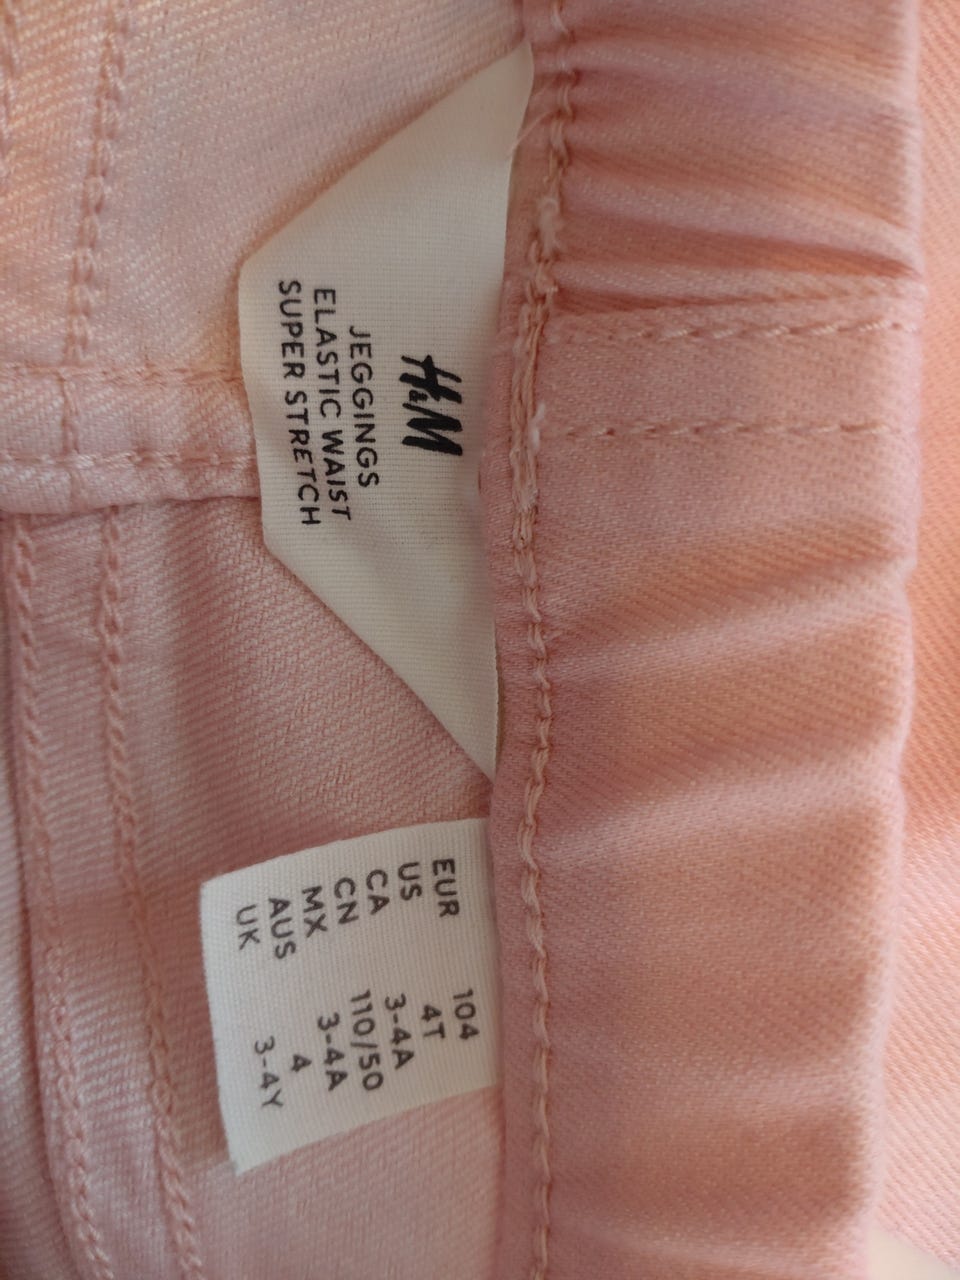 H&M
JEGGINGS
ELASTIC WAIST
SUPER STRETCH
EUR 104
US 4T
CA 3-4A
CN 110/50
MX 3-4A
AUS 4
UK 3-4Y